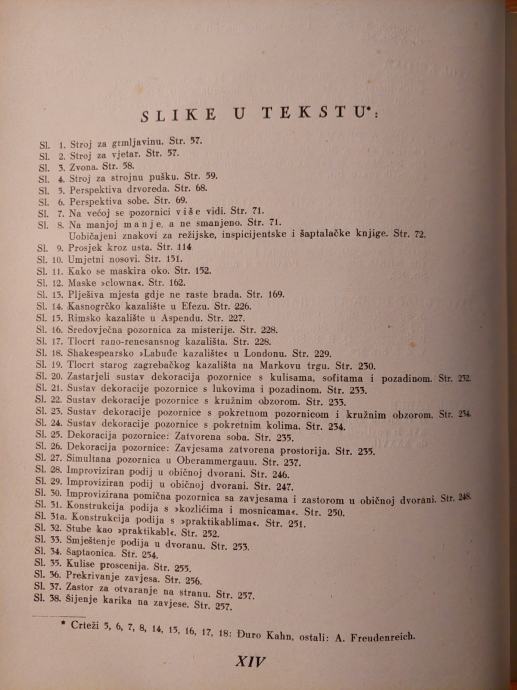 SLIKE U TEKSTU*:
Sl. 1. Stroj za grmljavinu. Str. 57.
Sl. 2. Stroj za vjetar. Str. 57.
Sl. 3. Zvona. Str. 58.
Sl. 4. Stroj za strojnu pušku. Str. 59.
Sl. 5. Perspektiva drvoreda. Str. 68.
Sl. 6. Perspektiva sobe. Str. 69.
Sl. 7. Na većoj se pozornici više vidi. Str. 71.
Sl. 8. Na manjoj manje, a ne smanjeno. Str. 71.
Uobičajeni znakovi za režijske, inspicijentske i šaptalačke knjige. Str. 72.
Sl. 9. Prosjek kroz usta. Str. 114
Sl. 10. Umjetni nosovi. Str. 151.
Sl. 11. Kako se maskira oko. Str. 152.
Sl. 12. Maske »clowna«. Str. 162.
Sl. 13. Plješiva mjesta gdje ne raste brada. Str. 169.
Sl. 14. Kasnogrčko kazalište u Efezu. Str. 226.
Sl. 15. Rimsko kazalište u Aspendu. Str. 227.
Sl. 16. Sredovječna pozornica za misterije. Str. 228.
Sl. 17. Tlocrt rano-renesansnog kazališta. Str. 228.
Sl. 18. Shakespearsko »Labuđe kazalište« u Londonu. Str. 229.
Sl. 19. Tlocrt starog zagrebačkog kazališta na Markovu trgu. Str. 230.
Sl. 20. Zastarjeli sustav dekoracija pozornice s kulisama, sofitama i pozadinom. Str. 232.
Sl. 21. Sustav dekoracije pozornice s lukovima i pozadinom. Str. 233.
Sl. 22. Sustav dekoracije pozornice s kružnim obzorom. Str. 233.
Sl. 23. Sustav dekoracije pozornice s pokretnom pozornicom i kružnim obzorom. Str. 234.
Sl. 24. Sustav dekoracije pozornice s pokretnim kolima. Str. 234.
Sl. 25. Dekoracija pozornice: Zatvorena soba. Str. 235.
Sl. 26. Dekoracija pozornice: Zavjesama zatvorena prostorija. Str. 235.
Sl. 27. Simultana pozornica u Oberammergauu. Str. 237.
Sl. 28. Improviziran podij u običnoj dvorani. Str. 246.
Sl. 29. Improviziran podij u običnoj dvorani. Str. 247.
Sl. 30. Improvizirana pomična pozornica sa zavjesama i zastorom u običnoj dvorani. Str. 248.
Sl. 31. Konstrukcija podija s »kozlićima i mosnicama«. Str. 250.
Sl. 31a. Konstrukcija podija s »praktikablima«. Str. 251.
Sl. 32. Stube kao »praktikabl«. Str. 252.
Sl. 33. Smještenje podija u dvoranu. Str. 253.
Sl. 34. Šaptaonica. Str. 254.
Sl. 35. Kulise proscenija. Str. 255.
Sl. 36. Prekrivanje zavjesa. Str. 256.
Sl. 37. Zastor za otvaranje na stranu. Str. 257.
Sl. 38. Šijenje karika na zavjese. Str. 257.
* Crteži 5, 6, 7, 8, 14, 15, 16, 17, 18: Đuro Kahn, ostali: A. Freudenreich.
XIV